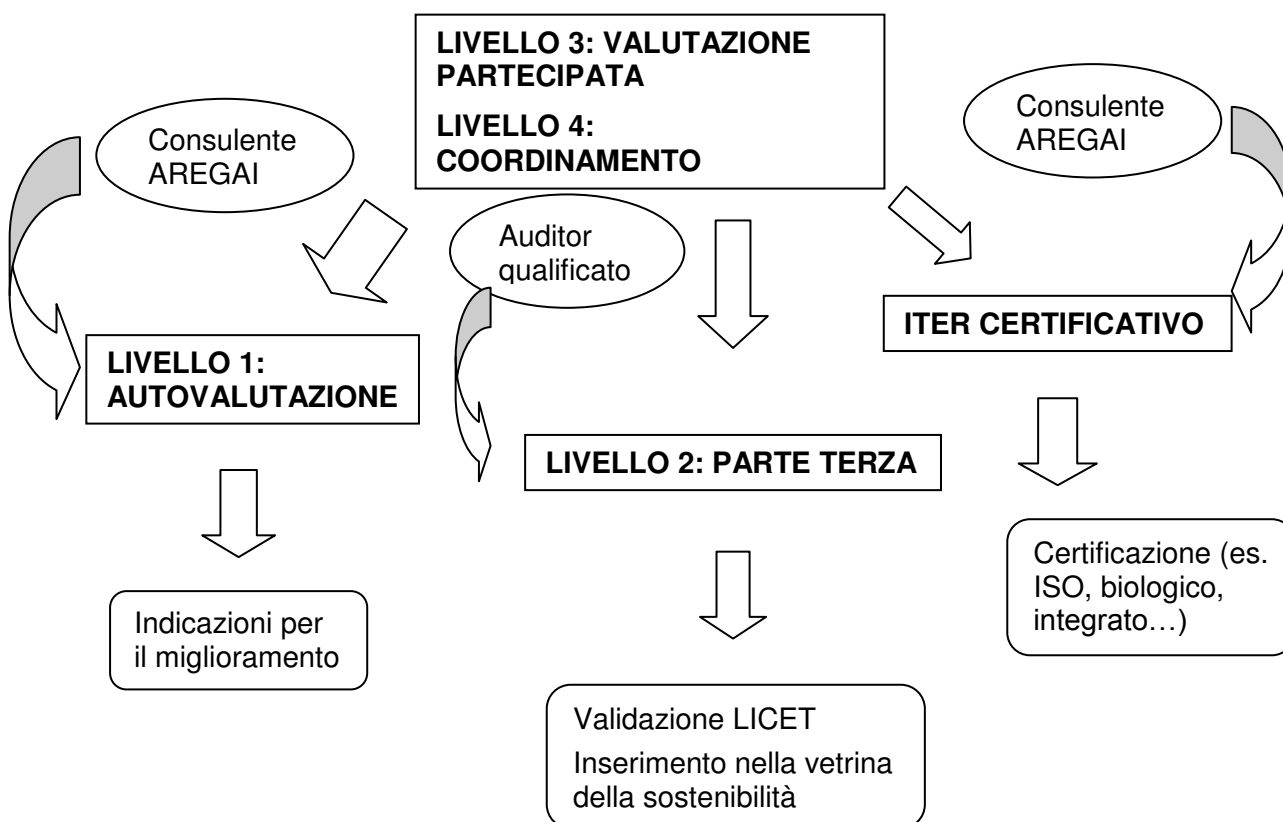 LIVELLO 3: VALUTAZIONE
PARTECIPATA
LIVELLO 4:
COORDINAMENTO
Consulente
AREGAI
Consulente
AREGAI
Auditor
qualificato
ITER CERTIFICATIVO
LIVELLO 1:
AUTOVALUTAZIONE
LIVELLO 2: PARTE TERZA
Certificazione (es.
ISO, biologico,
integrato…)
Indicazioni per
il miglioramento
Validazione LICET
Inserimento nella vetrina
della sostenibilità